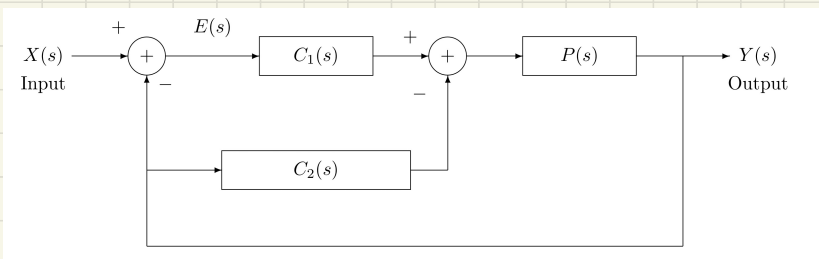 + E(s) +
X(s) + C₁(s) + P(s) Y(s)
Input − − Output
C₂(s)